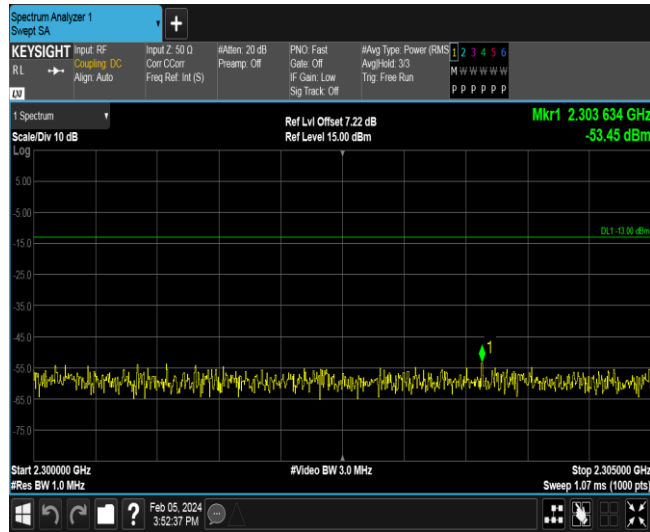 Spectrum Analyzer 1
Swept SA
+
KEYSIGHT Input: RF Input Z: 50 Ω #Atten: 20 dB PNO: Fast #Avg Type: Power (RMS 1 2 3 4 5 6
RL Coupling: DC Corr CCorr Preamp: Off Gate: Off Avg|Hold: 3/3 M W W W W W
Align: Auto Freq Ref: Int (S) IF Gain: Low Trig: Free Run
Sig Track: Off P P P P P P
LXI
1 Spectrum Ref Lvl Offset 7.22 dB Mkr1 2.303 634 GHz
Scale/Div 10 dB Ref Level 15.00 dBm -53.45 dBm
Log
5.00
-5.00
DL1 -13.00 dBm
-15.0
-25.0
-35.0
-45.0
1
-55.0
-65.0
-75.0
Start 2.300000 GHz #Video BW 3.0 MHz Stop 2.305000 GHz
#Res BW 1.0 MHz Sweep 1.07 ms (1000 pts)
? Feb 05, 2024
3:52:37 PM